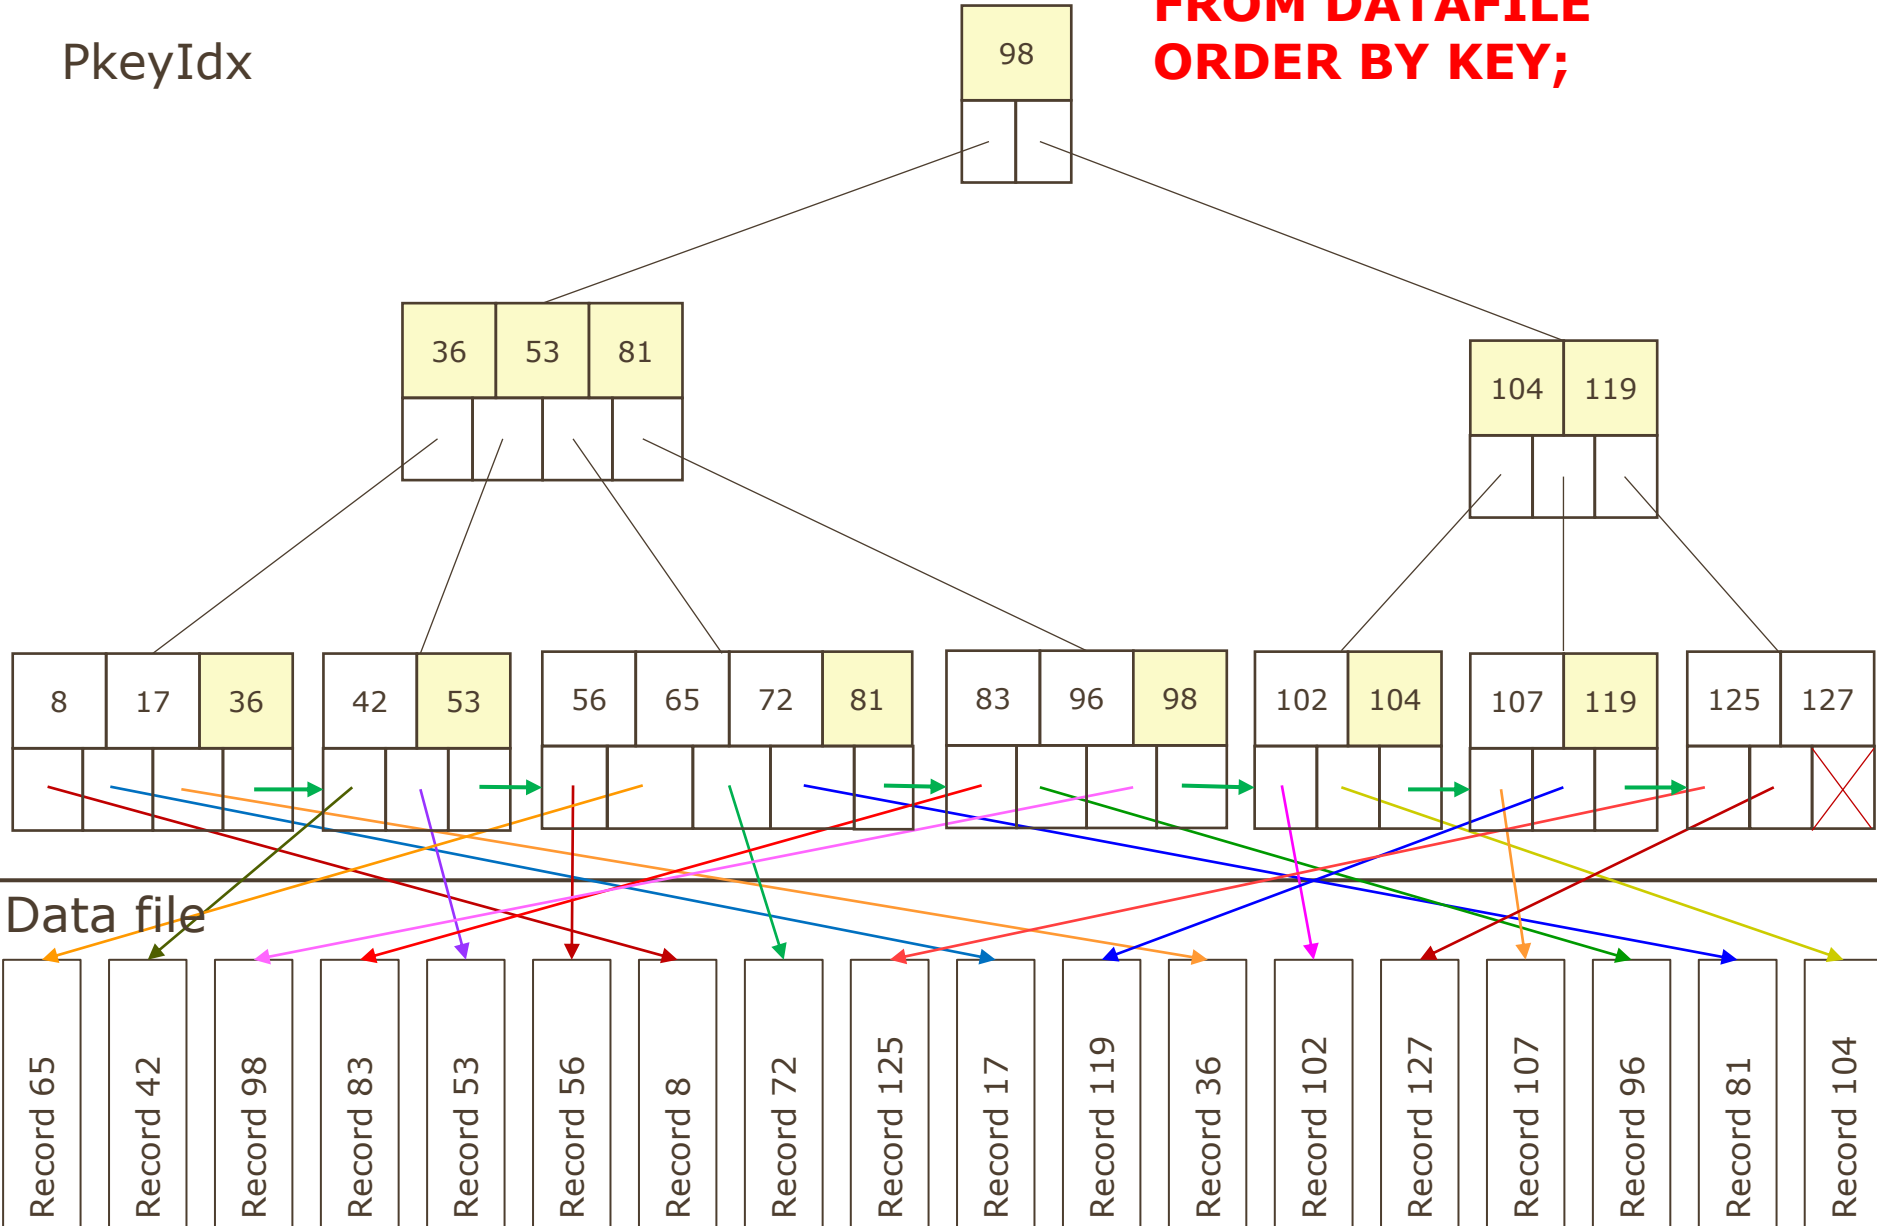 FROM DATAFILE
ORDER BY KEY;
PkeyIdx
98
36 53 81
104 119
8 17 36 42 53 56 65 72 81 83 96 98 102 104 107 119 125 127
Data file
Record 65
Record 42
Record 98
Record 83
Record 53
Record 56
Record 8
Record 72
Record 125
Record 17
Record 119
Record 36
Record 102
Record 127
Record 107
Record 96
Record 81
Record 104